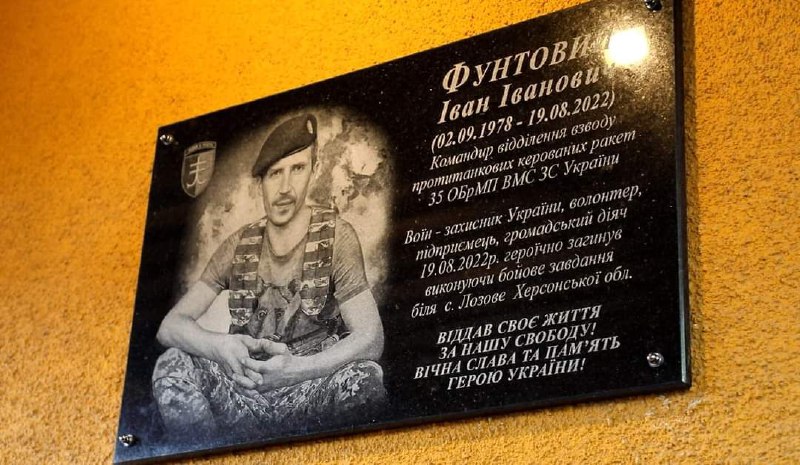 ФУНТОВИЧ
Іван Іванович
(02.09.1978 - 19.08.2022)
Командир відділення взводу
протитанкових керованих ракет
35 ОБрМП ВМС ЗС України
Воїн - захисник України, волонтер,
підприємець, громадський діяч
19.08.2022р. героїчно загинув
виконуючи бойове завдання
біля с. Лозове Херсонської обл.
ВІДДАВ СВОЄ ЖИТТЯ
ЗА НАШУ СВОБОДУ!
ВІЧНА СЛАВА ТА ПАМ'ЯТЬ
ГЕРОЮ УКРАЇНИ!